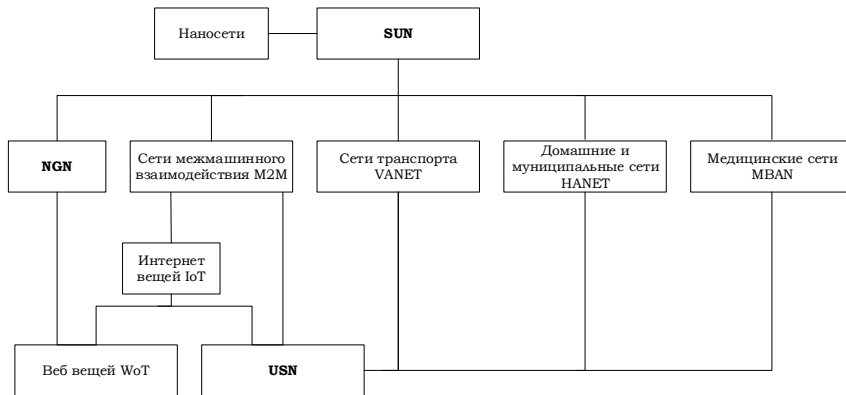 Наносети
SUN
NGN
Сети межмашинного
взаимодействия M2M
Сети транспорта
VANET
Домашние и
муниципальные сети
HANET
Медицинские сети
MBAN
Интернет
вещей IoT
Веб вещей WoT
USN